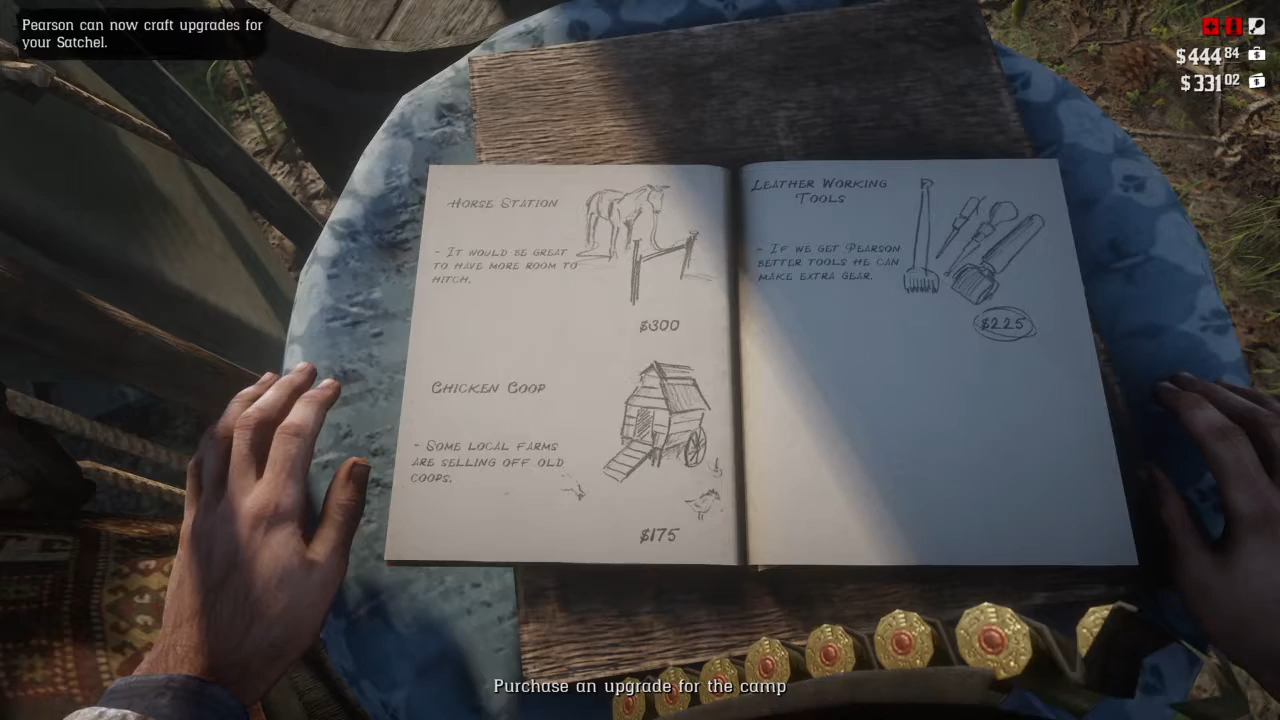 Pearson can now craft upgrades for
your Satchel.
$444 84
$331 02
HORSE STATION
- IT WOULD BE GREAT
TO HAVE MORE ROOM TO
HITCH.
$300
CHICKEN COOP
- SOME LOCAL FARMS
ARE SELLING OFF OLD
COOPS.
$175
LEATHER WORKING
TOOLS
- IF WE GET PEARSON
BETTER TOOLS HE CAN
MAKE EXTRA GEAR.
$225
Purchase an upgrade for the camp